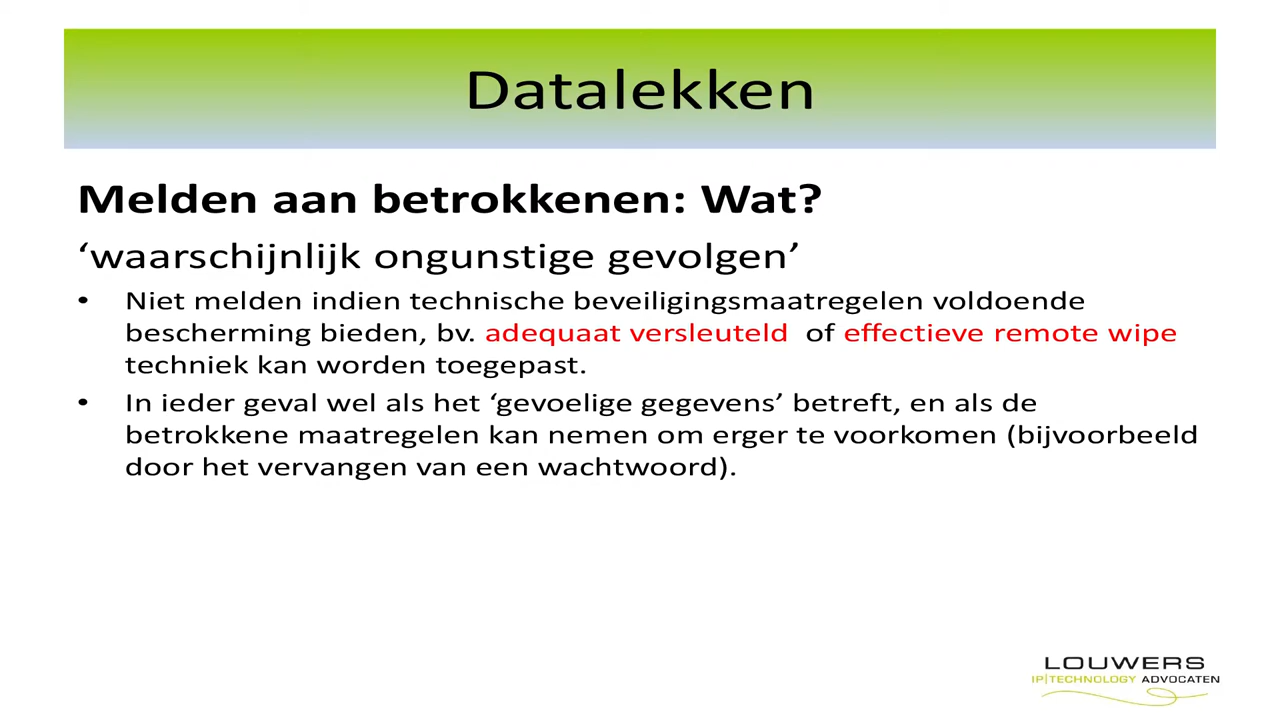 Datalekken
Melden aan betrokkenen: Wat?
‘waarschijnlijk ongunstige gevolgen’
• Niet melden indien technische beveiligingsmaatregelen voldoende
bescherming bieden, bv. adequaat versleuteld of effectieve remote wipe
techniek kan worden toegepast.
• In ieder geval wel als het ‘gevoelige gegevens’ betreft, en als de
betrokkene maatregelen kan nemen om erger te voorkomen (bijvoorbeeld
door het vervangen van een wachtwoord).
LOUWERS
IP|TECHNOLOGY ADVOCATEN